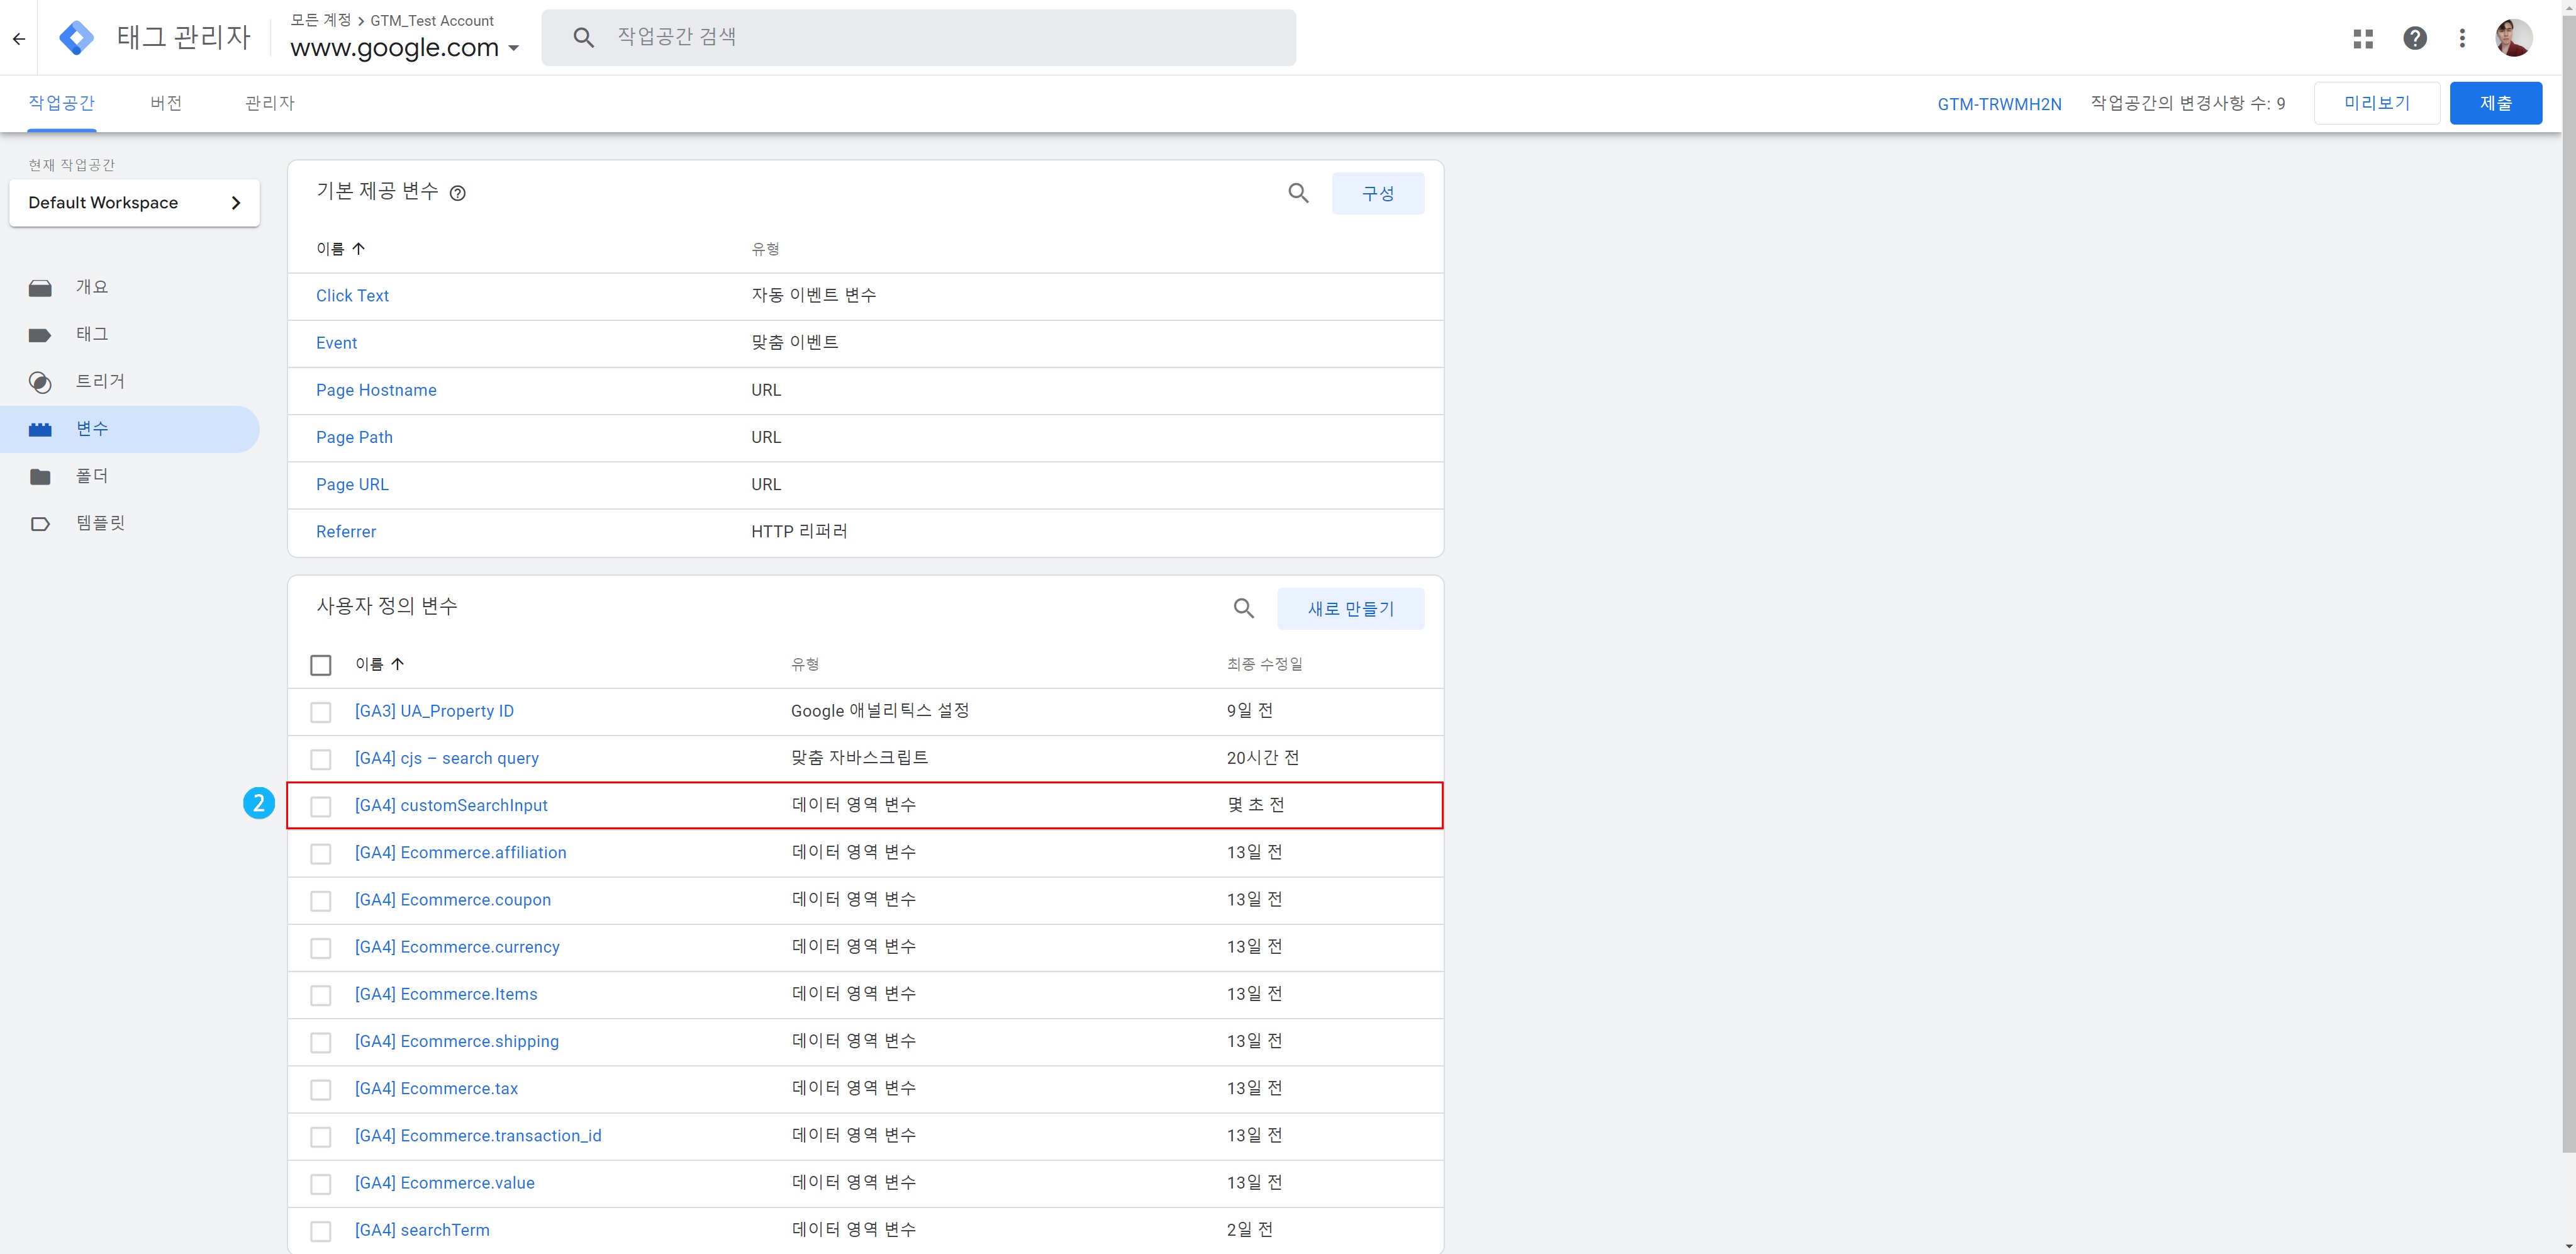 모든 계정 > GTM_Test Account
태그 관리자
www.google.com
작업공간 검색
작업공간
버전
관리자
GTM-TRWMH2N
작업공간의 변경사항 수: 9
미리보기
제출
현재 작업공간
Default Workspace
개요
태그
트리거
변수
폴더
템플릿
기본 제공 변수
구성
이름 유형
Click Text 자동 이벤트 변수
Event 맞춤 이벤트
Page Hostname URL
Page Path URL
Page URL URL
Referrer HTTP 리퍼러
사용자 정의 변수
새로 만들기
이름 유형 최종 수정일
[GA3] UA_Property ID Google 애널리틱스 설정 9일 전
[GA4] cjs – search query 맞춤 자바스크립트 20시간 전
2 [GA4] customSearchInput 데이터 영역 변수 몇 초 전
[GA4] Ecommerce.affiliation 데이터 영역 변수 13일 전
[GA4] Ecommerce.coupon 데이터 영역 변수 13일 전
[GA4] Ecommerce.currency 데이터 영역 변수 13일 전
[GA4] Ecommerce.Items 데이터 영역 변수 13일 전
[GA4] Ecommerce.shipping 데이터 영역 변수 13일 전
[GA4] Ecommerce.tax 데이터 영역 변수 13일 전
[GA4] Ecommerce.transaction_id 데이터 영역 변수 13일 전
[GA4] Ecommerce.value 데이터 영역 변수 13일 전
[GA4] searchTerm 데이터 영역 변수 2일 전